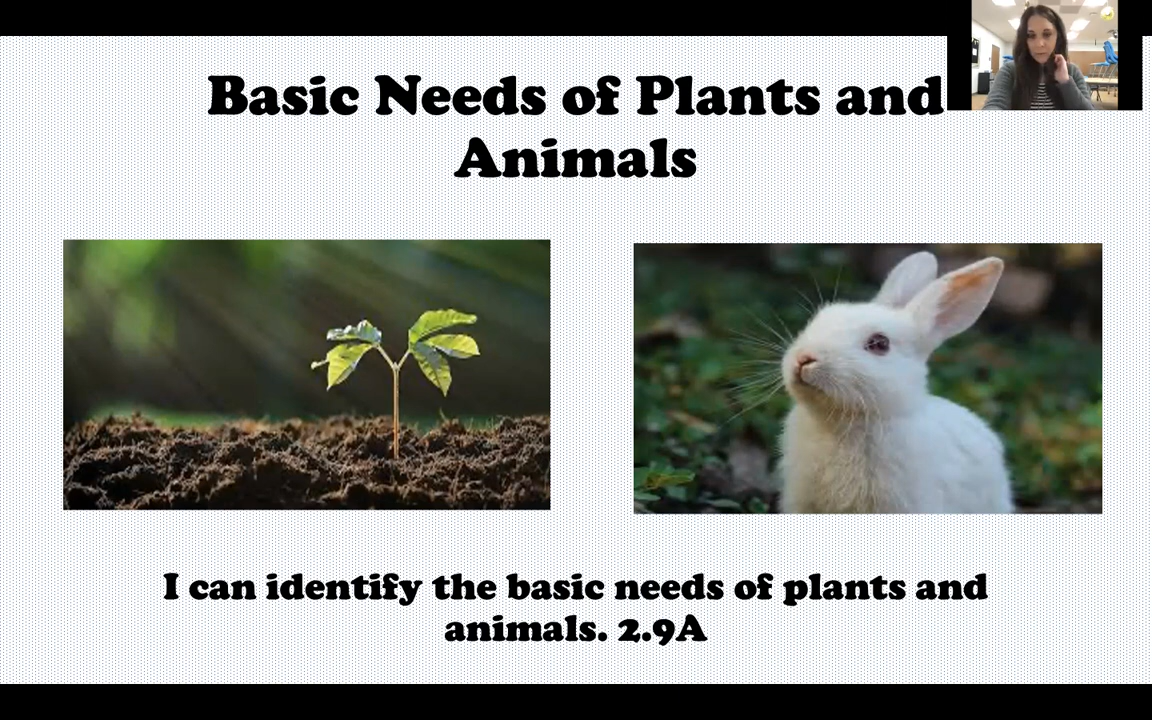 Basic Needs of Plants and
Animals
I can identify the basic needs of plants and
animals. 2.9A